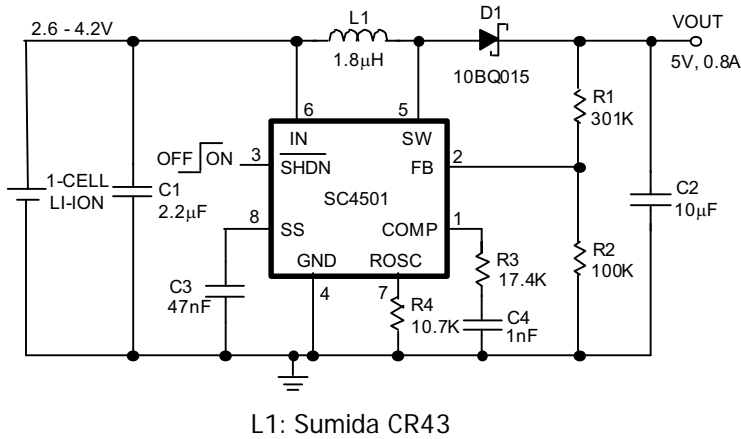 L1
D1
VOUT
2.6 - 4.2V
1.8μH
10BQ015
5V, 0.8A
R1
301K
6
5
IN
SW
OFF ON
3
SHDN
FB
2
1-CELL
LI-ION
C1
2.2μF
SC4501
C2
10μF
8
SS
COMP
1
R2
100K
GND
ROSC
R3
17.4K
C3
47nF
4
7
R4
10.7K
C4
1nF
L1: Sumida CR43